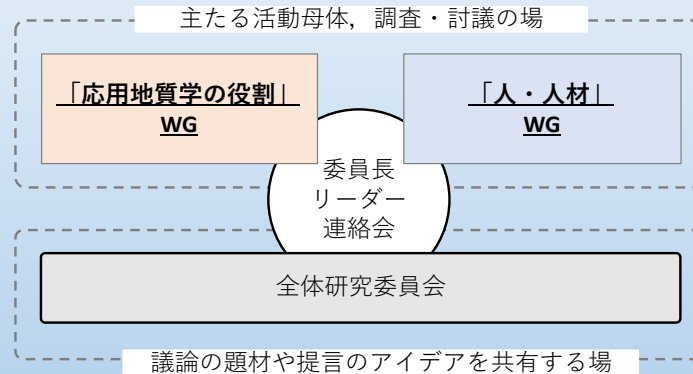 主たる活動母体，調査・討議の場
「応用地質学の役割」
WG
「人・人材」
WG
委員長
リーダー
連絡会
全体研究委員会
議論の題材や提言のアイデアを共有する場